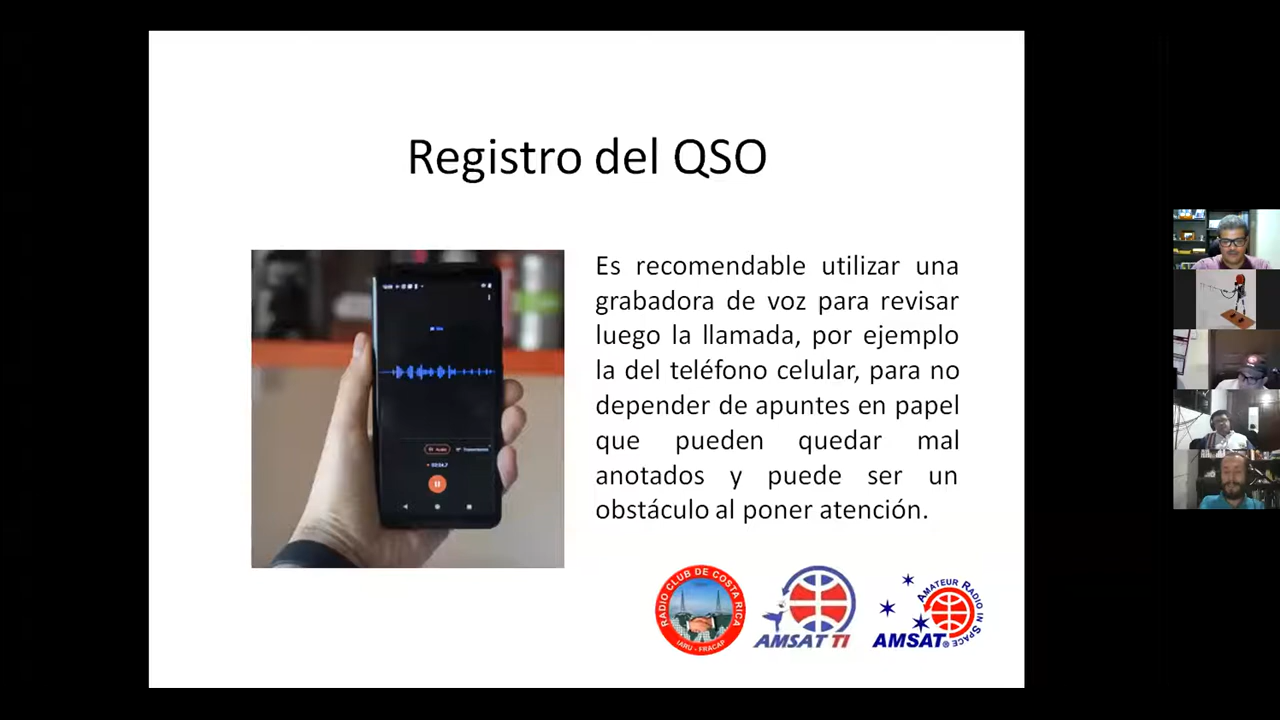 Registro del QSO
Es recomendable utilizar una
grabadora de voz para revisar
luego la llamada, por ejemplo
la del teléfono celular, para no
depender de apuntes en papel
que pueden quedar mal
anotados y puede ser un
obstáculo al poner atención.
RADIO CLUB DE COSTA RICA
IARU - FRACAP
AMSAT TI
AMATEUR RADIO IN SPACE
AMSAT®